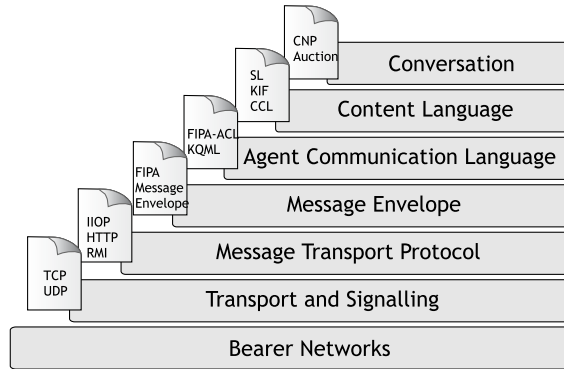 CNP
Auction
Conversation
SL
KIF
CCL
Content Language
FIPA-ACL
KQML
Agent Communication Language
FIPA
Message
Envelope
Message Envelope
IIOP
HTTP
RMI
Message Transport Protocol
TCP
UDP
Transport and Signalling
Bearer Networks